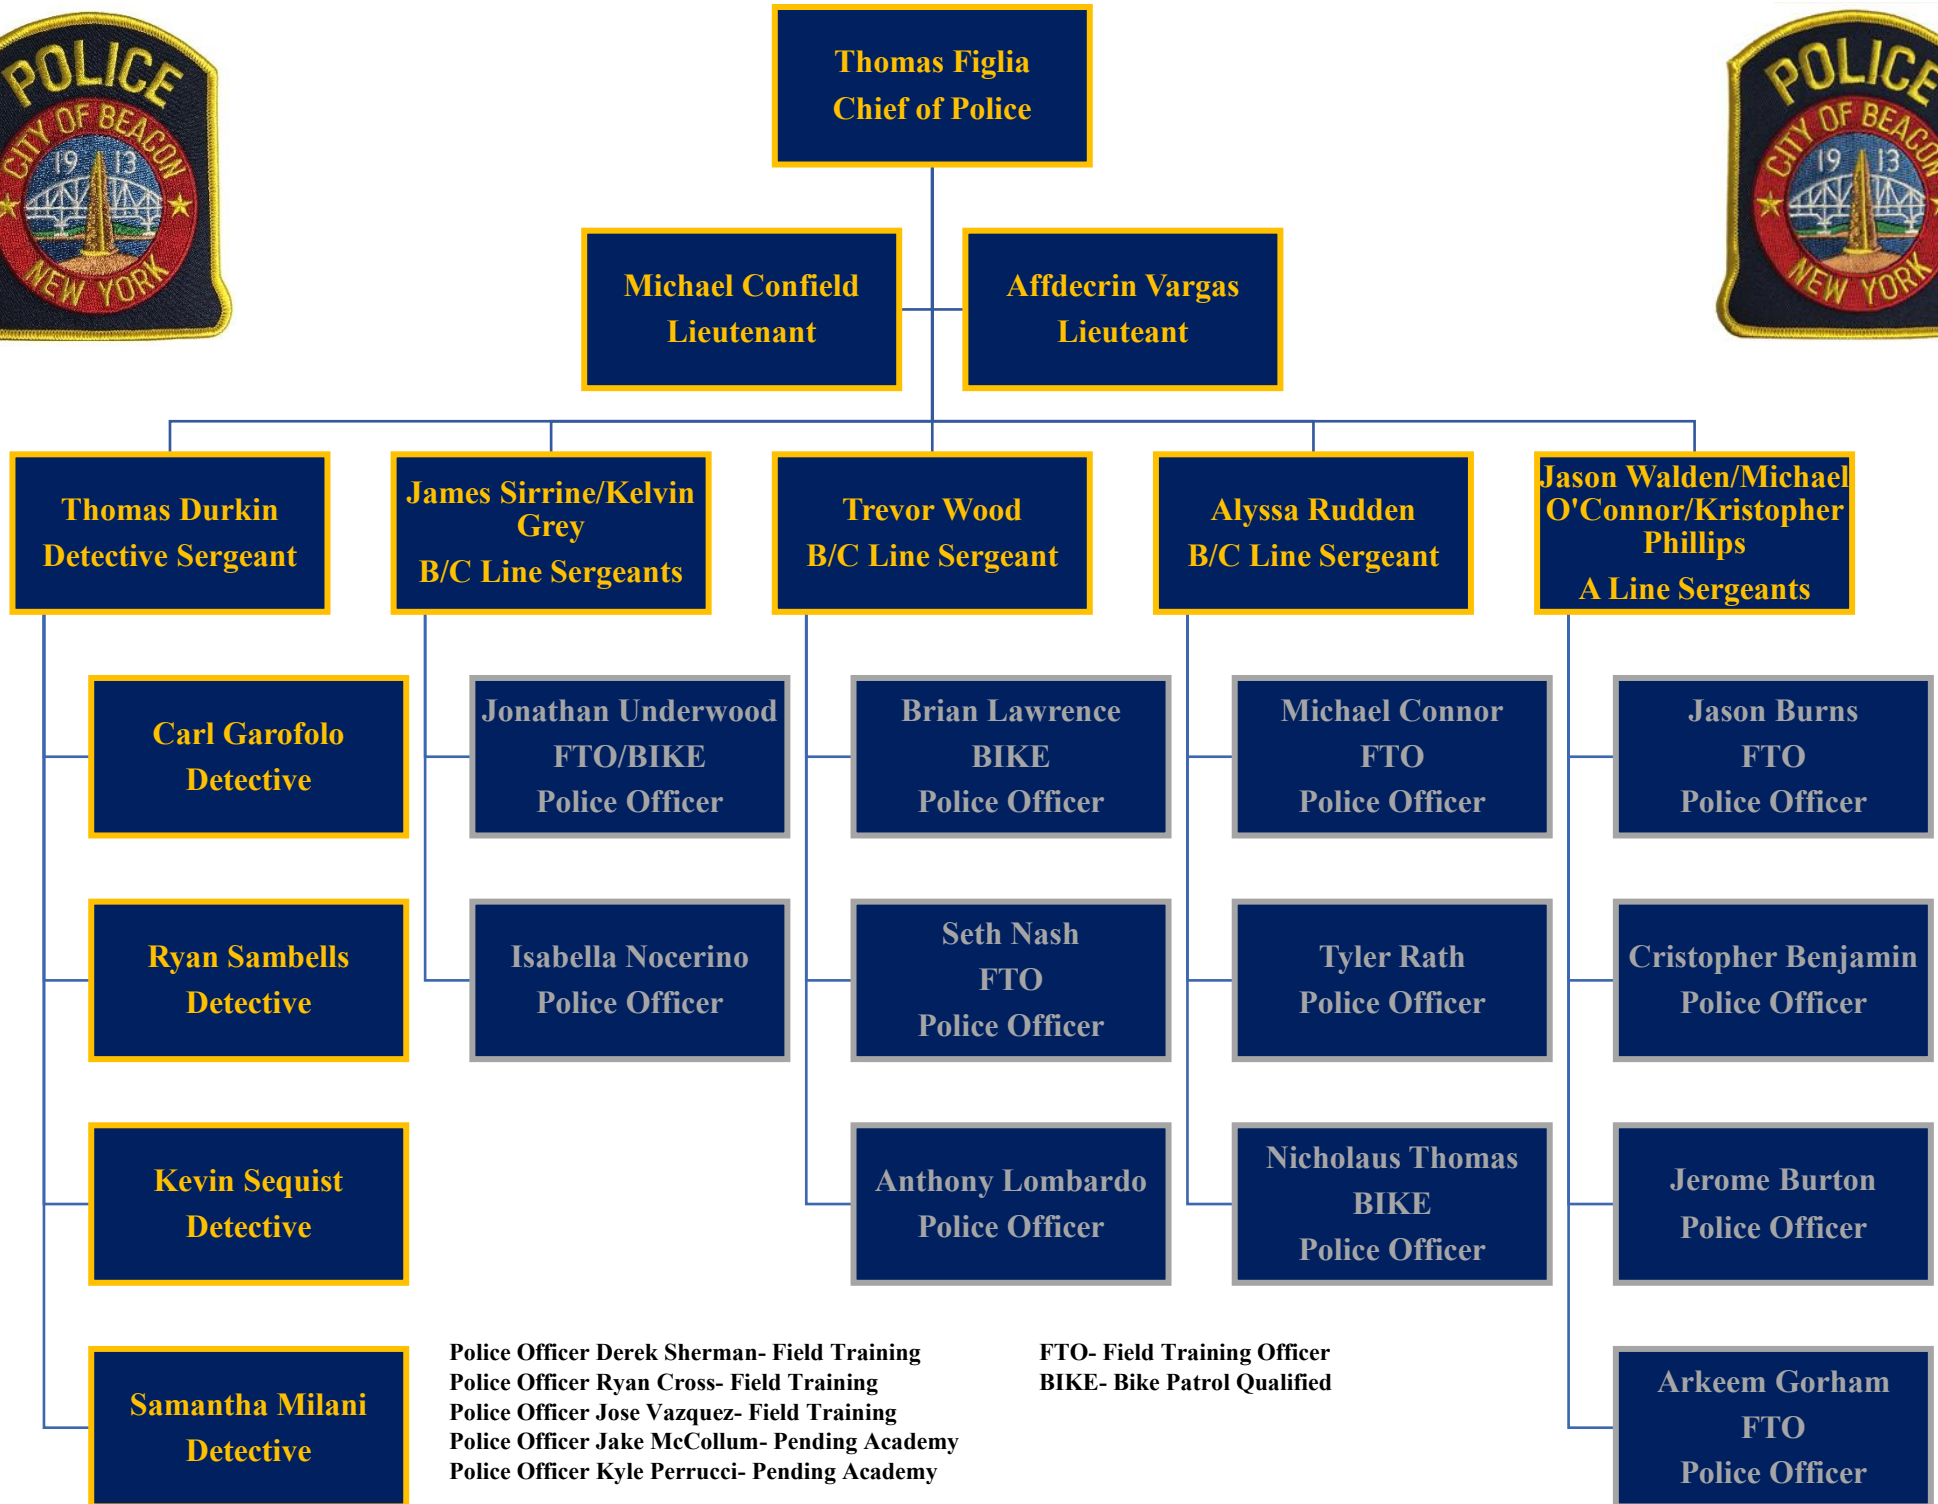 POLICE
CITY OF BEACON
19 13
NEW YORK
Thomas Figlia
Chief of Police
POLICE
CITY OF BEACON
19 13
NEW YORK
Michael Confield
Lieutenant
Affdecrin Vargas
Lieuteant
Thomas Durkin
Detective Sergeant
James Sirrine/Kelvin
Grey
B/C Line Sergeants
Trevor Wood
B/C Line Sergeant
Alyssa Rudden
B/C Line Sergeant
Jason Walden/Michael
O'Connor/Kristopher
Phillips
A Line Sergeants
Carl Garofolo
Detective
Jonathan Underwood
FTO/BIKE
Police Officer
Brian Lawrence
BIKE
Police Officer
Michael Connor
FTO
Police Officer
Jason Burns
FTO
Police Officer
Ryan Sambells
Detective
Isabella Nocerino
Police Officer
Seth Nash
FTO
Police Officer
Tyler Rath
Police Officer
Cristopher Benjamin
Police Officer
Kevin Sequist
Detective
Anthony Lombardo
Police Officer
Nicholaus Thomas
BIKE
Police Officer
Jerome Burton
Police Officer
Samantha Milani
Detective
Police Officer Derek Sherman- Field Training
Police Officer Ryan Cross- Field Training
Police Officer Jose Vazquez- Field Training
Police Officer Jake McCollum- Pending Academy
Police Officer Kyle Perrucci- Pending Academy
FTO- Field Training Officer
BIKE- Bike Patrol Qualified
Arkeem Gorham
FTO
Police Officer